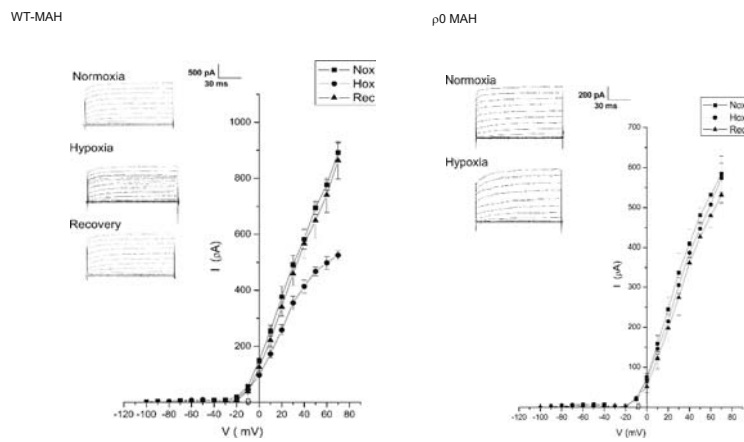 WT-MAH
ρ0 MAH
500 pA
30 ms
Normoxia
Hypoxia
Recovery
Nox
Hox
Rec
1000
800
600
400
200
0
I (pA)
-120 -100 -80 -60 -40 -20 0 20 40 60 80
V ( mV)
200 pA
30 ms
Normoxia
Hypoxia
Nox
Hox
Rec
700
600
500
400
300
200
100
0
I (pA)
-120 -100 -80 -60 -40 -20 0 20 40 60 80
V (mV)